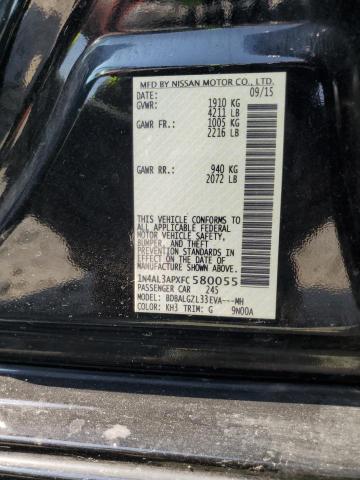 MFD BY NISSAN MOTOR CO., LTD.
DATE: 09/15
GVWR: 1910 KG
4211 LB
GAWR FR.: 1005 KG
2216 LB
GAWR RR.: 940 KG
2072 LB
THIS VEHICLE CONFORMS TO
ALL APPLICABLE FEDERAL
MOTOR VEHICLE SAFETY,
BUMPER, AND THEFT
PREVENTION STANDARDS IN
EFFECT ON THE DATE OF
MANUFACTURE SHOWN ABOVE.
1N4AL3APXFC580055
PASSENGER CAR 245
MODEL: BDBALGZL33EVA---MH
COLOR: KH3 TRIM: G 9N00A